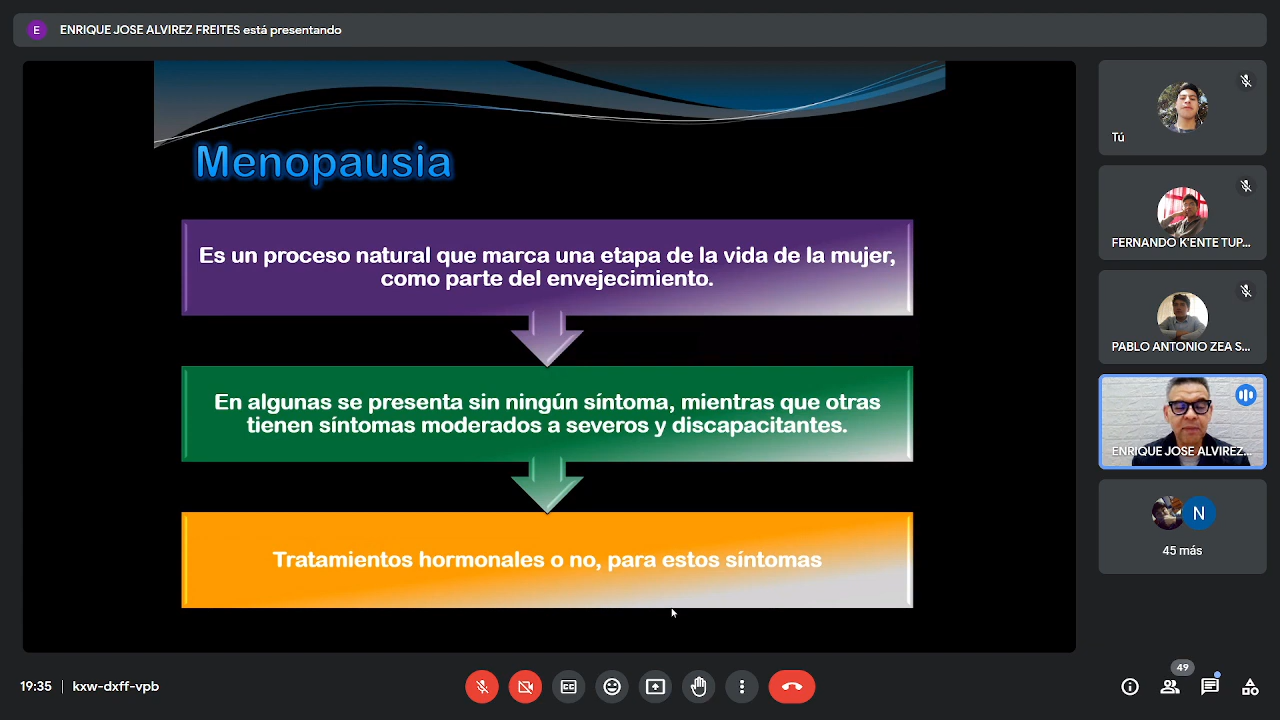 E
ENRIQUE JOSE ALVIREZ FREITES está presentando
Menopausia
Es un proceso natural que marca una etapa de la vida de la mujer,
como parte del envejecimiento.
En algunas se presenta sin ningún síntoma, mientras que otras
tienen síntomas moderados a severos y discapacitantes.
Tratamientos hormonales o no, para estos síntomas
Tú
FERNANDO K'ENTE TUP...
PABLO ANTONIO ZEA S...
ENRIQUE JOSE ALVIREZ...
N
45 más
19:35 | kxw-dxff-vpb
49